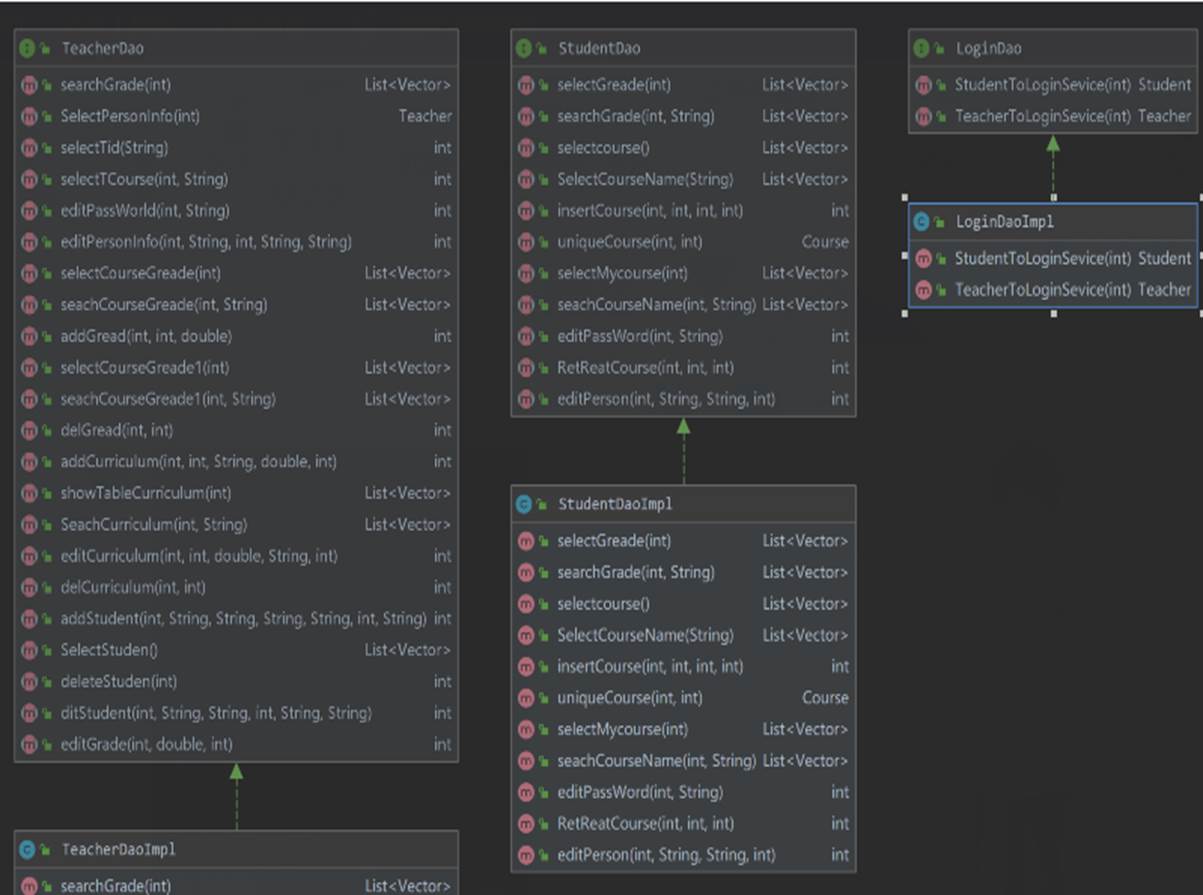 TeacherDao
searchGrade(int) List<Vector>
SelectPersonInfo(int) Teacher
selectTid(String) int
selectTCourse(int, String) int
editPassWorld(int, String) int
editPersonInfo(int, String, int, String, String) int
selectCourseGreade(int) List<Vector>
seachCourseGreade(int, String) List<Vector>
addGread(int, int, double) int
selectCourseGreade1(int) List<Vector>
seachCourseGreade1(int, String) List<Vector>
delGread(int, int) int
addCurriculum(int, int, String, double, int) int
showTableCurriculum(int) List<Vector>
SeachCurriculum(int, String) List<Vector>
editCurriculum(int, int, double, String, int) int
delCurriculum(int, int) int
addStudent(int, String, String, String, String, int, String) int
SelectStuden() List<Vector>
deleteStuden(int) int
ditStudent(int, String, String, int, String, String) int
editGrade(int, double, int) int
TeacherDaoImpl
searchGrade(int) List<Vector>
StudentDao
selectGreade(int) List<Vector>
searchGrade(int, String) List<Vector>
selectcourse() List<Vector>
SelectCourseName(String) List<Vector>
insertCourse(int, int, int, int) int
uniqueCourse(int, int) Course
selectMycourse(int) List<Vector>
seachCourseName(int, String) List<Vector>
editPassWord(int, String) int
RetReatCourse(int, int, int) int
editPerson(int, String, String, int) int
StudentDaoImpl
selectGreade(int) List<Vector>
searchGrade(int, String) List<Vector>
selectcourse() List<Vector>
SelectCourseName(String) List<Vector>
insertCourse(int, int, int, int) int
uniqueCourse(int, int) Course
selectMycourse(int) List<Vector>
seachCourseName(int, String) List<Vector>
editPassWord(int, String) int
RetReatCourse(int, int, int) int
editPerson(int, String, String, int) int
LoginDao
StudentToLoginSevice(int) Student
TeacherToLoginSevice(int) Teacher
LoginDaoImpl
StudentToLoginSevice(int) Student
TeacherToLoginSevice(int) Teacher